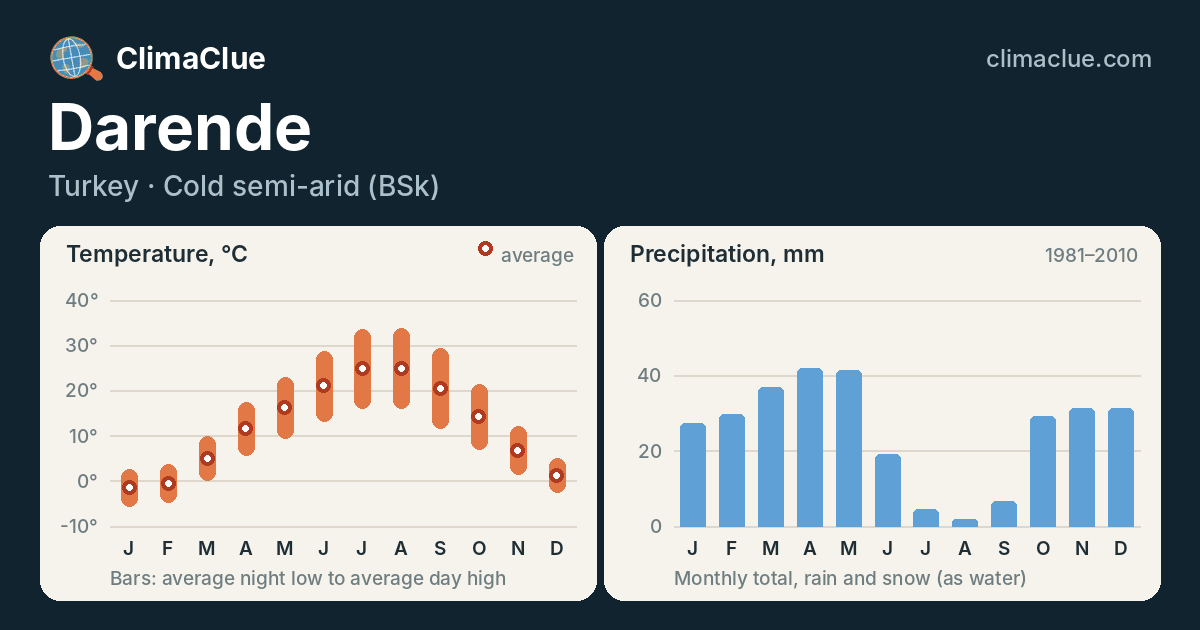 ClimaClue
climaclue.com
Darende
Turkey · Cold semi-arid (BSk)
Temperature, °C
average
40°
30°
20°
10°
0°
-10°
J F M A M J J A S O N D
Bars: average night low to average day high
Precipitation, mm
1981–2010
60
40
20
0
J F M A M J J A S O N D
Monthly total, rain and snow (as water)